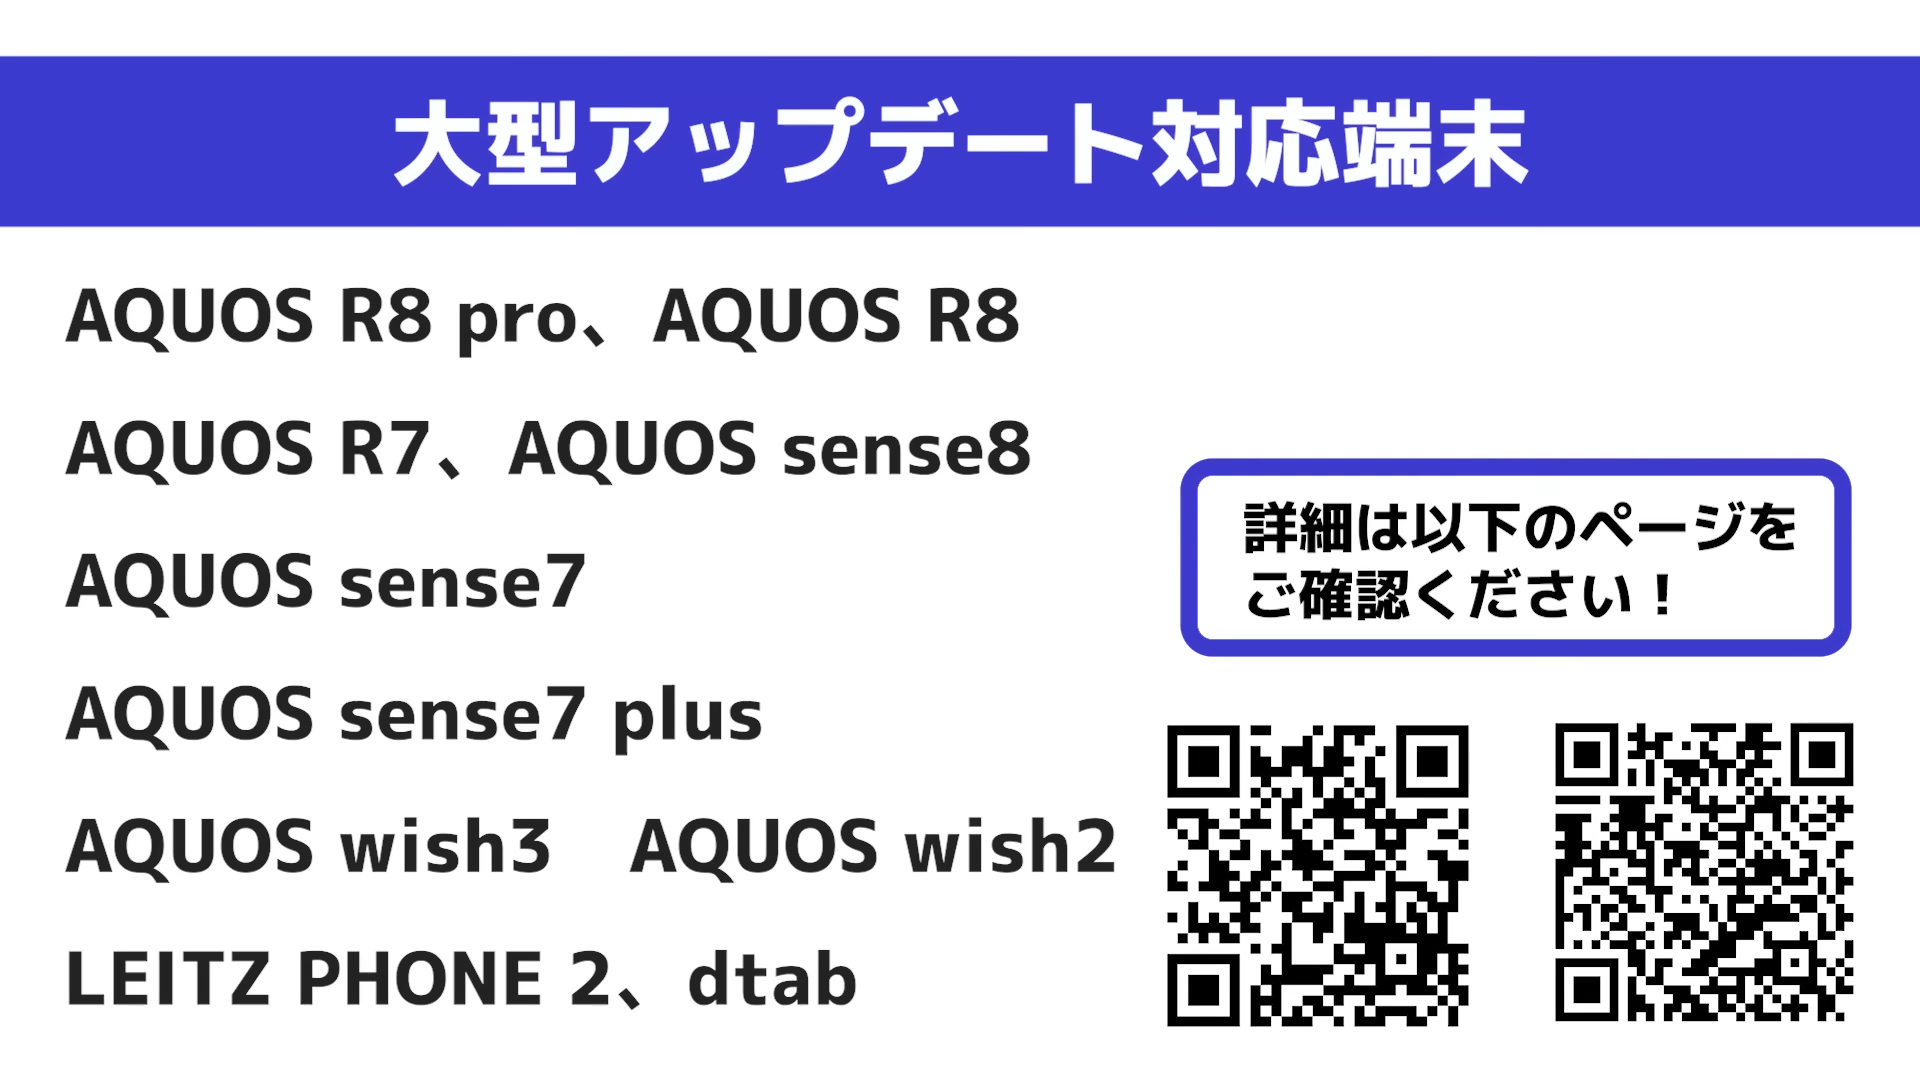 大型アップデート対応端末
AQUOS R8 pro、AQUOS R8
AQUOS R7、AQUOS sense8
AQUOS sense7
AQUOS sense7 plus
AQUOS wish3　AQUOS wish2
LEITZ PHONE 2、dtab
詳細は以下のページを
ご確認ください！